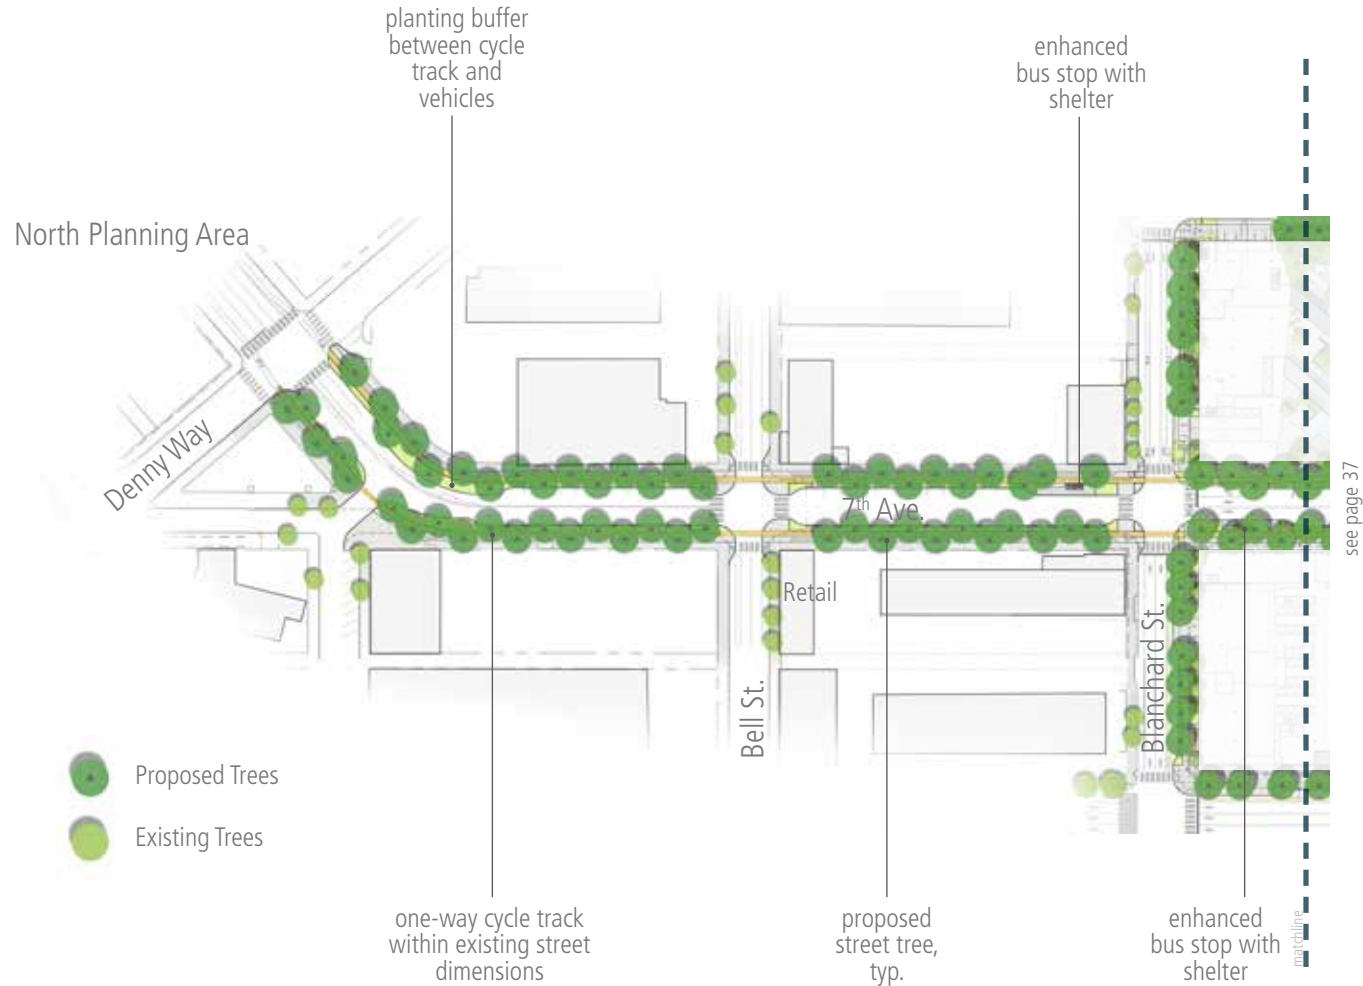 planting buffer
between cycle
track and
vehicles
enhanced
bus stop with
shelter
North Planning Area
Denny Way
7th Ave.
see page 37
Retail
Bell St.
Blanchard St.
Proposed Trees
Existing Trees
one-way cycle track
within existing street
dimensions
proposed
street tree,
typ.
enhanced
bus stop with
shelter
matchline